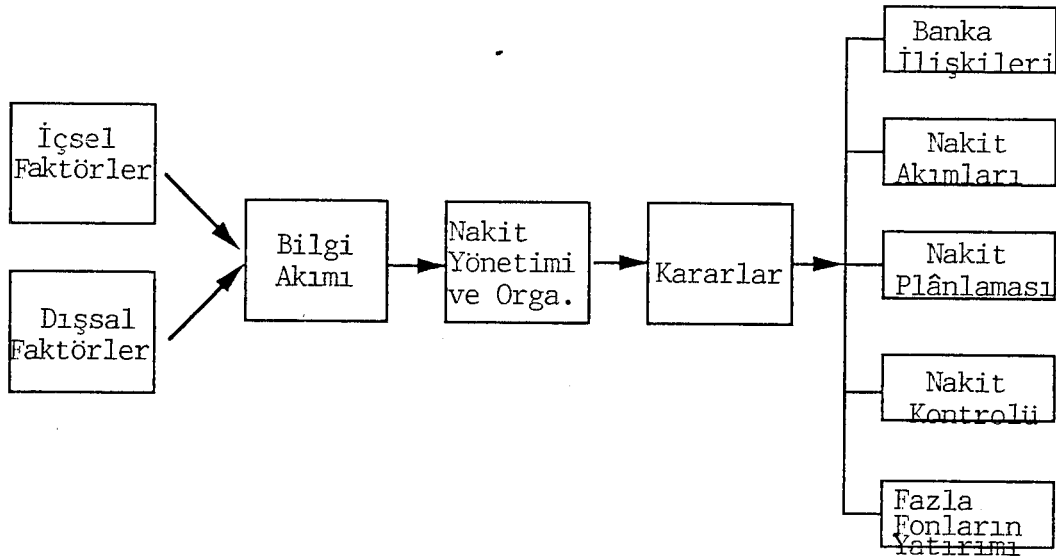 İçsel
Faktörler
Dışsal
Faktörler
Bilgi
Akımı
Nakit
Yönetimi
ve Orga.
Kararlar
Banka
İlişkileri
Nakit
Akımları
Nakit
Plânlaması
Nakit
Kontrolü
Fazla
Fonların
Yatırımı